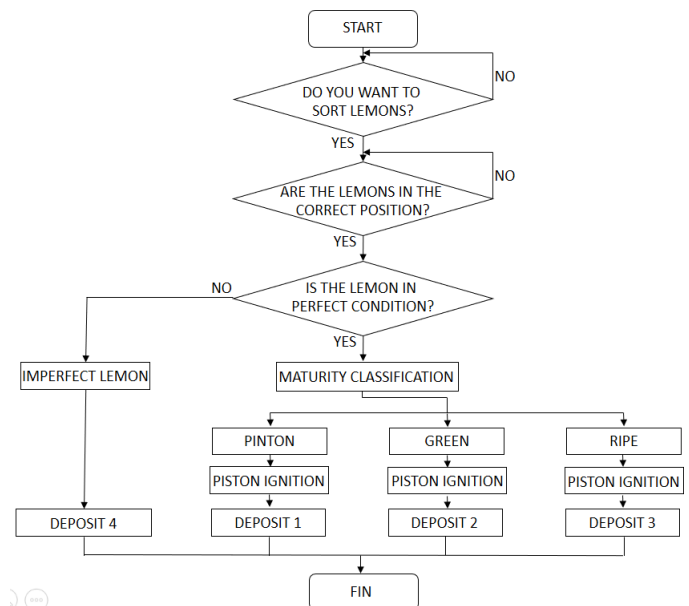 START
DO YOU WANT TO
SORT LEMONS?
NO
YES
ARE THE LEMONS IN THE
CORRECT POSITION?
NO
YES
IS THE LEMON IN
PERFECT CONDITION?
NO
YES
IMPERFECT LEMON
MATURITY CLASSIFICATION
PINTON
GREEN
RIPE
PISTON IGNITION
PISTON IGNITION
PISTON IGNITION
DEPOSIT 4
DEPOSIT 1
DEPOSIT 2
DEPOSIT 3
FIN